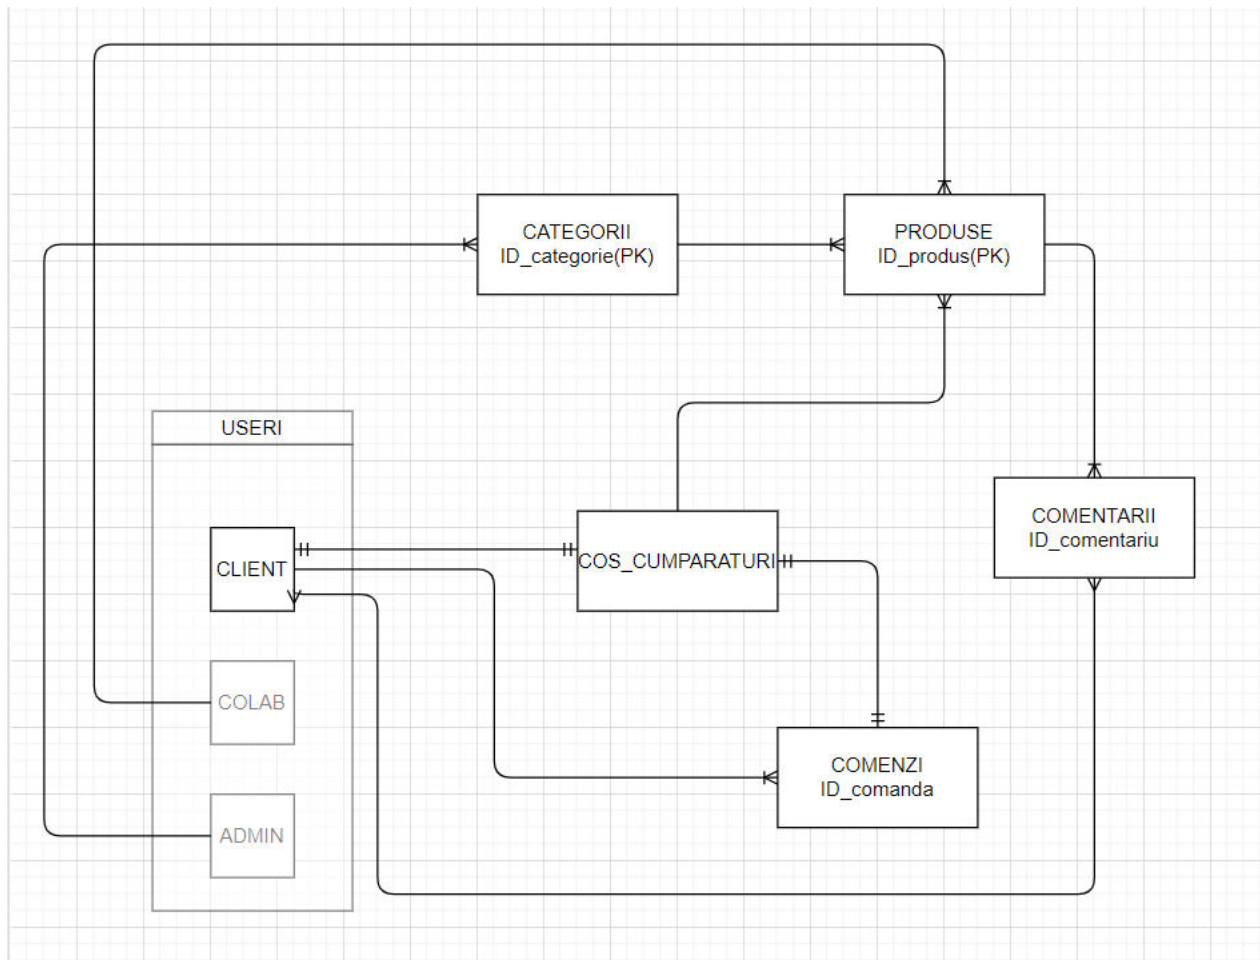 CATEGORII
ID_categorie(PK)
PRODUSE
ID_produs(PK)
USERI
CLIENT
COS_CUMPARATURI
COMENTARII
ID_comentariu
COLAB
COMENZI
ID_comanda
ADMIN